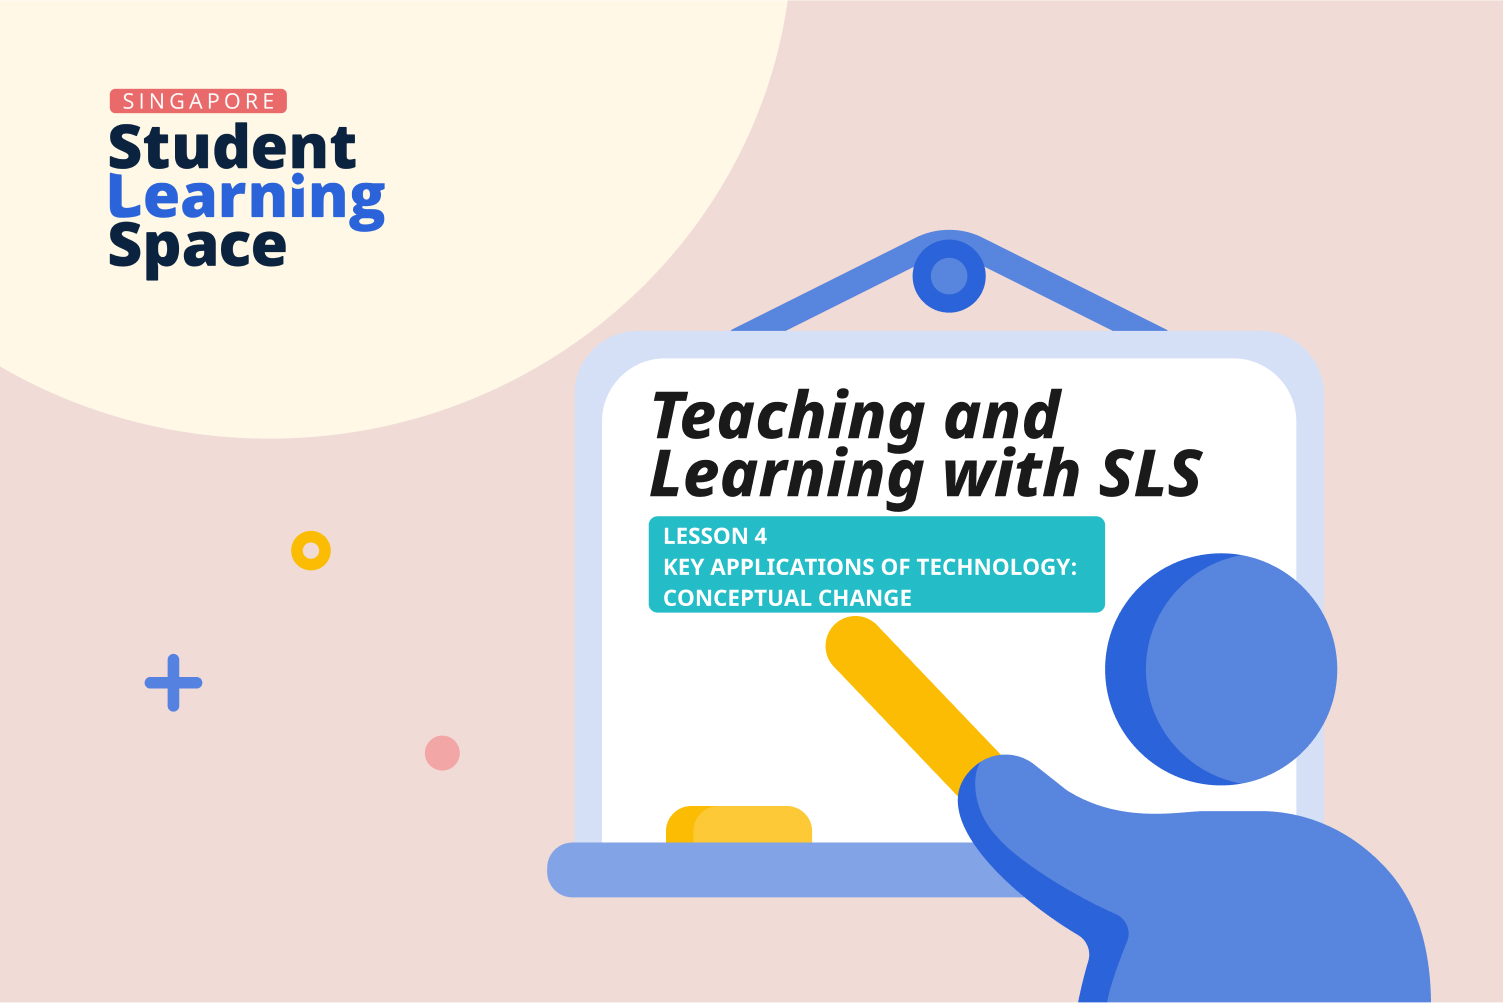 SINGAPORE
Student
Learning
Space
Teaching and
Learning with SLS
LESSON 4
KEY APPLICATIONS OF TECHNOLOGY:
CONCEPTUAL CHANGE